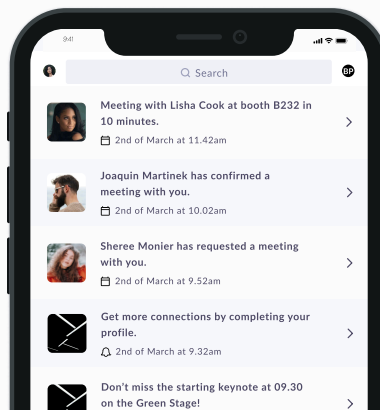 9:41
Search
BP
Meeting with Lisha Cook at booth B232 in
10 minutes.
2nd of March at 11.42am
Joaquin Martinek has confirmed a
meeting with you.
2nd of March at 10.02am
Sheree Monier has requested a meeting
with you.
2nd of March at 9.52am
Get more connections by completing your
profile.
2nd of March at 9.32am
Don't miss the starting keynote at 09.30
on the Green Stage!